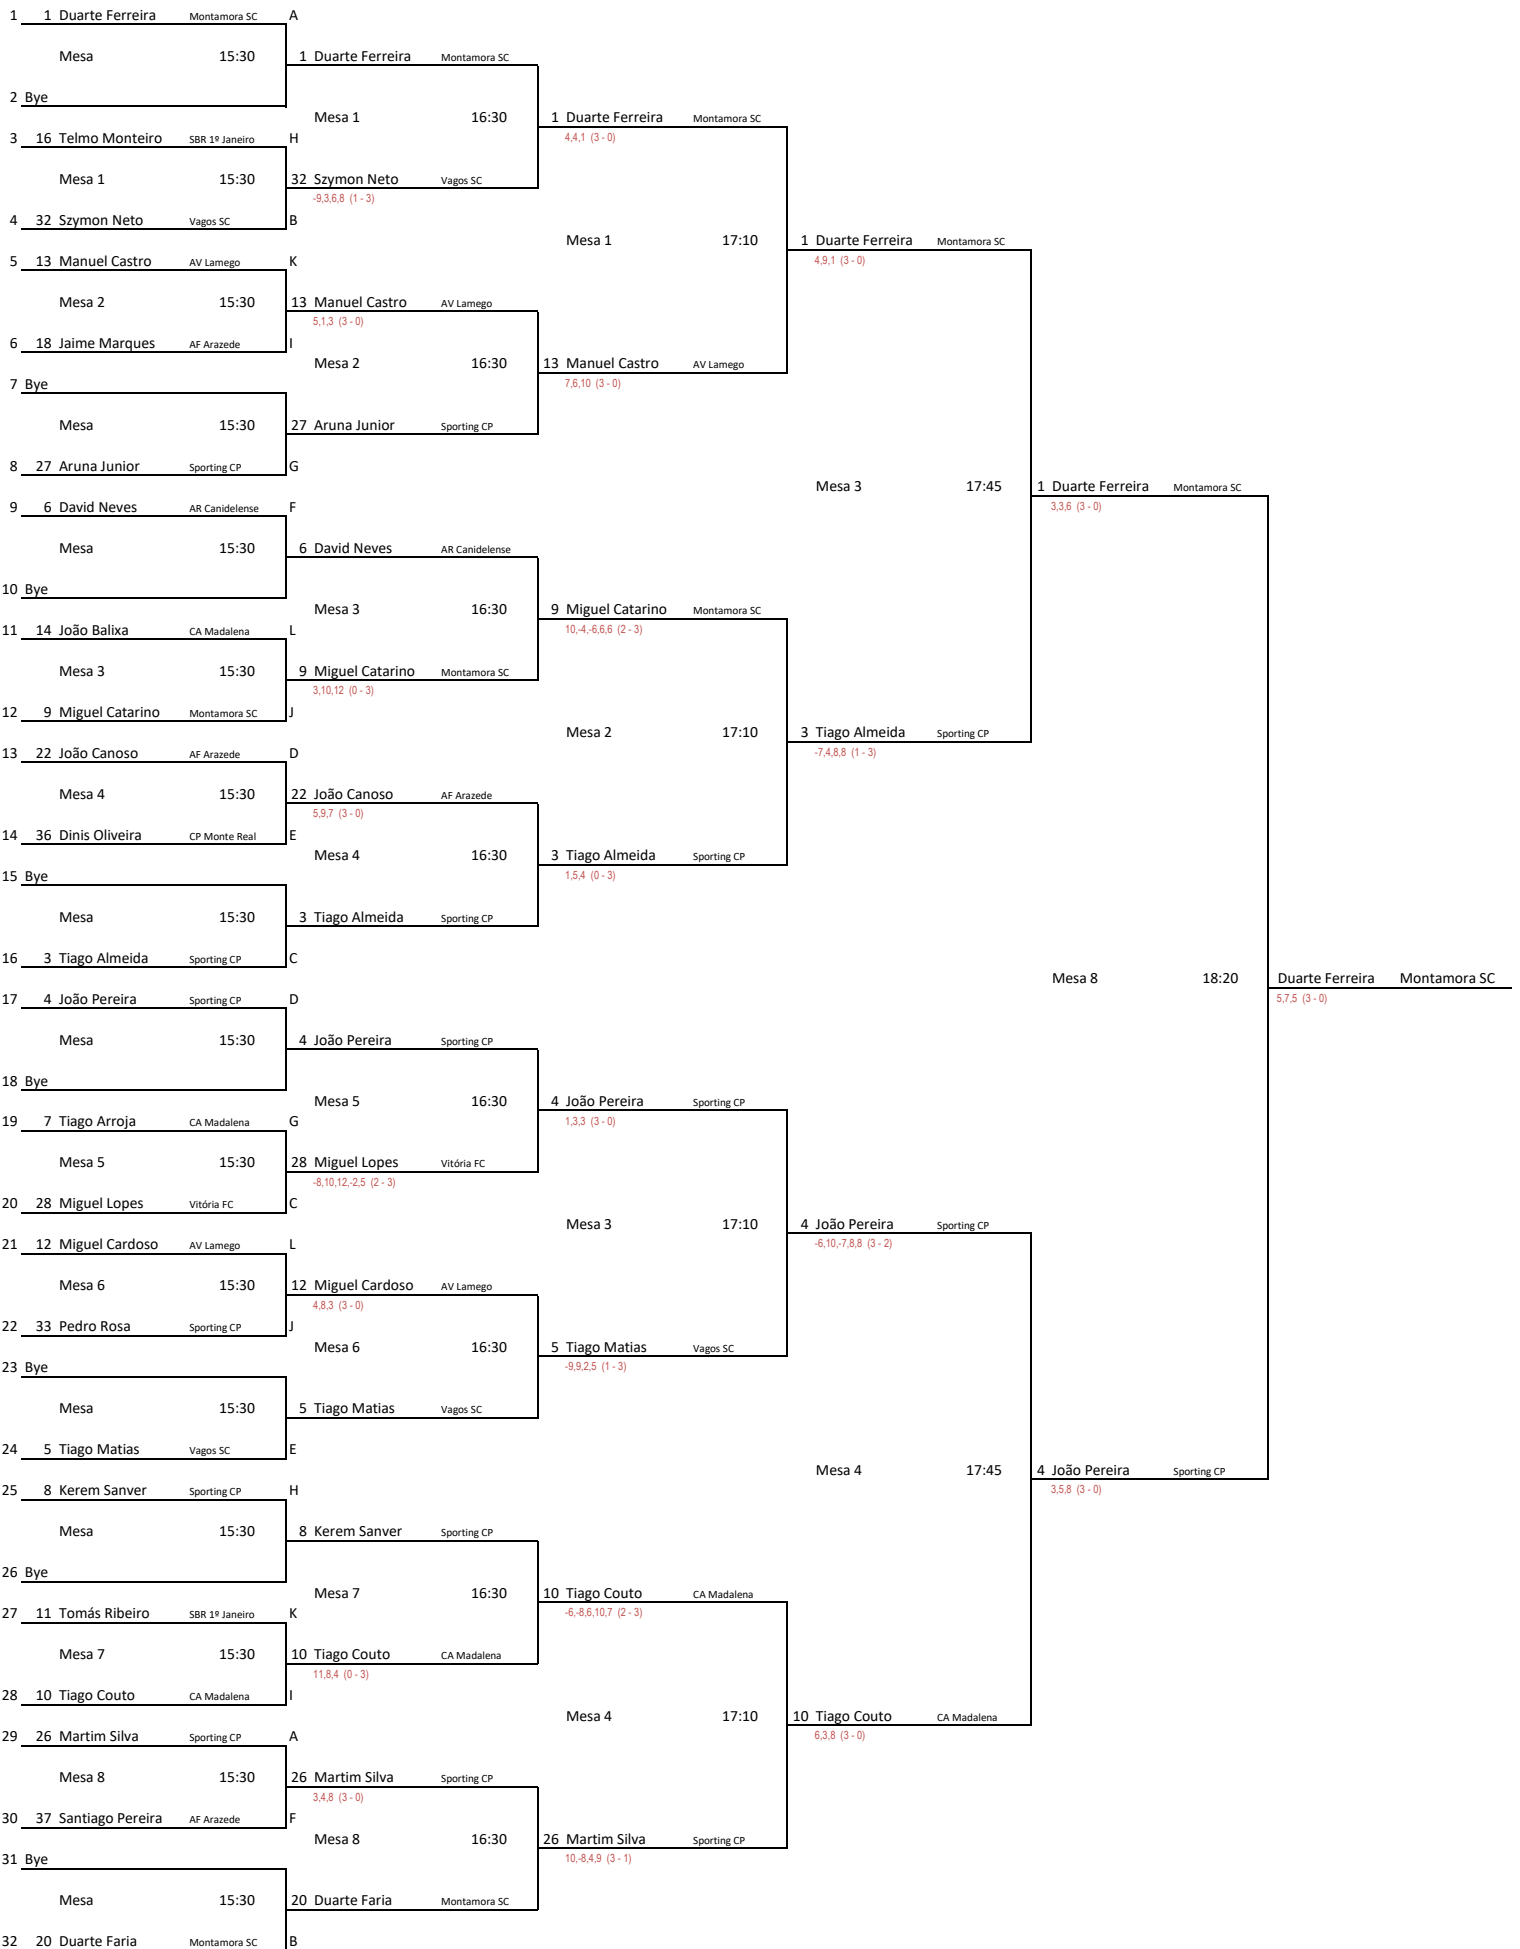 1 1 Duarte Ferreira Montamora SC A
Mesa 15:30 1 Duarte Ferreira Montamora SC
2 Bye
Mesa 1 16:30 1 Duarte Ferreira Montamora SC
3 16 Telmo Monteiro SBR 1º Janeiro H 4,4,1 (3 - 0)
Mesa 1 15:30 32 Szymon Neto Vagos SC
-9,3,6,8 (1 - 3)
4 32 Szymon Neto Vagos SC B
Mesa 1 17:10 1 Duarte Ferreira Montamora SC
5 13 Manuel Castro AV Lamego K 4,9,1 (3 - 0)
Mesa 2 15:30 13 Manuel Castro AV Lamego
5,1,3 (3 - 0)
6 18 Jaime Marques AF Arazede I
Mesa 2 16:30 13 Manuel Castro AV Lamego
7 Bye 7,6,10 (3 - 0)
Mesa 15:30 27 Aruna Junior Sporting CP
8 27 Aruna Junior Sporting CP G
Mesa 3 17:45 1 Duarte Ferreira Montamora SC
9 6 David Neves AR Canidelense F 3,3,6 (3 - 0)
Mesa 15:30 6 David Neves AR Canidelense
10 Bye
Mesa 3 16:30 9 Miguel Catarino Montamora SC
11 14 João Balixa CA Madalena L 10,-4,-6,6,6 (2 - 3)
Mesa 3 15:30 9 Miguel Catarino Montamora SC
3,10,12 (0 - 3)
12 9 Miguel Catarino Montamora SC J
Mesa 2 17:10 3 Tiago Almeida Sporting CP
13 22 João Canoso AF Arazede D -7,4,8,8 (1 - 3)
Mesa 4 15:30 22 João Canoso AF Arazede
5,9,7 (3 - 0)
14 36 Dinis Oliveira CP Monte Real E
Mesa 4 16:30 3 Tiago Almeida Sporting CP
15 Bye 1,5,4 (0 - 3)
Mesa 15:30 3 Tiago Almeida Sporting CP
16 3 Tiago Almeida Sporting CP C
Mesa 8 18:20 Duarte Ferreira Montamora SC
17 4 João Pereira Sporting CP D 5,7,5 (3 - 0)
Mesa 15:30 4 João Pereira Sporting CP
18 Bye
Mesa 5 16:30 4 João Pereira Sporting CP
19 7 Tiago Arroja CA Madalena G 1,3,3 (3 - 0)
Mesa 5 15:30 28 Miguel Lopes Vitória FC
-8,10,12,-2,5 (2 - 3)
20 28 Miguel Lopes Vitória FC C
Mesa 3 17:10 4 João Pereira Sporting CP
21 12 Miguel Cardoso AV Lamego L -6,10,-7,8,8 (3 - 2)
Mesa 6 15:30 12 Miguel Cardoso AV Lamego
4,8,3 (3 - 0)
22 33 Pedro Rosa Sporting CP J
Mesa 6 16:30 5 Tiago Matias Vagos SC
23 Bye -9,9,2,5 (1 - 3)
Mesa 15:30 5 Tiago Matias Vagos SC
24 5 Tiago Matias Vagos SC E
Mesa 4 17:45 4 João Pereira Sporting CP
25 8 Kerem Sanver Sporting CP H 3,5,8 (3 - 0)
Mesa 15:30 8 Kerem Sanver Sporting CP
26 Bye
Mesa 7 16:30 10 Tiago Couto CA Madalena
27 11 Tomás Ribeiro SBR 1º Janeiro K -6,-8,6,10,7 (2 - 3)
Mesa 7 15:30 10 Tiago Couto CA Madalena
11,8,4 (0 - 3)
28 10 Tiago Couto CA Madalena I
Mesa 4 17:10 10 Tiago Couto CA Madalena
29 26 Martim Silva Sporting CP A 6,3,8 (3 - 0)
Mesa 8 15:30 26 Martim Silva Sporting CP
3,4,8 (3 - 0)
30 37 Santiago Pereira AF Arazede F
Mesa 8 16:30 26 Martim Silva Sporting CP
31 Bye 10,-8,4,9 (3 - 1)
Mesa 15:30 20 Duarte Faria Montamora SC
32 20 Duarte Faria Montamora SC B